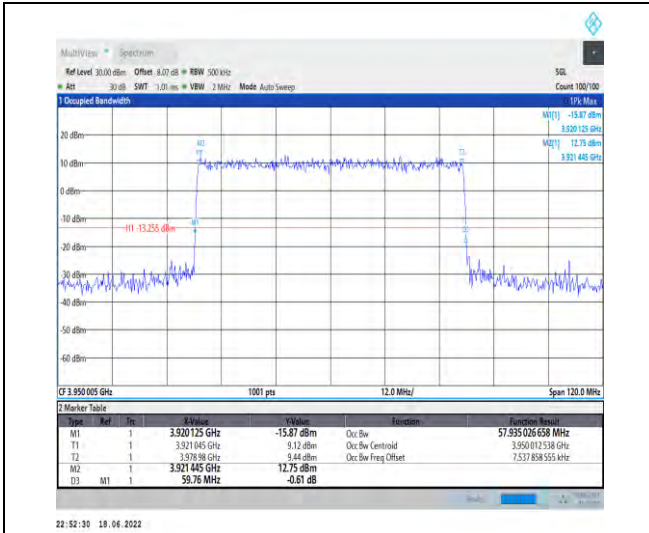 MultiView Spectrum
Ref Level 30.00 dBm Offset 8.07 dB RBW 500 kHz SGL
Att 30 dB SWT 1.01 ms VBW 2 MHz Mode Auto Sweep Count 100/100
1 Occupied Bandwidth 1Pk Max
M1[1] -15.87 dBm
3.920 125 GHz
20 dBm M2 M2[1] 12.75 dBm
3.921 445 GHz
10 dBm
0 dBm
-10 dBm
H1 -13.255 dBm M1
-20 dBm
-30 dBm
-40 dBm
-50 dBm
-60 dBm
CF 3.950 005 GHz 1001 pts 12.0 MHz/ Span 120.0 MHz
2 Marker Table
Type Ref Trc X-Value Y-Value Function Function Result
M1 1 3.920125 GHz -15.87 dBm Occ Bw 57.935 026 658 MHz
T1 1 3.921 045 GHz 9.12 dBm Occ Bw Centroid 3.950 012 538 GHz
T2 1 3.978 98 GHz 9.44 dBm Occ Bw Freq Offset 7.537 858 555 kHz
M2 1 3.921 445 GHz 12.75 dBm
D3 M1 1 59.76 MHz -0.61 dB
22:52:30 18.06.2022